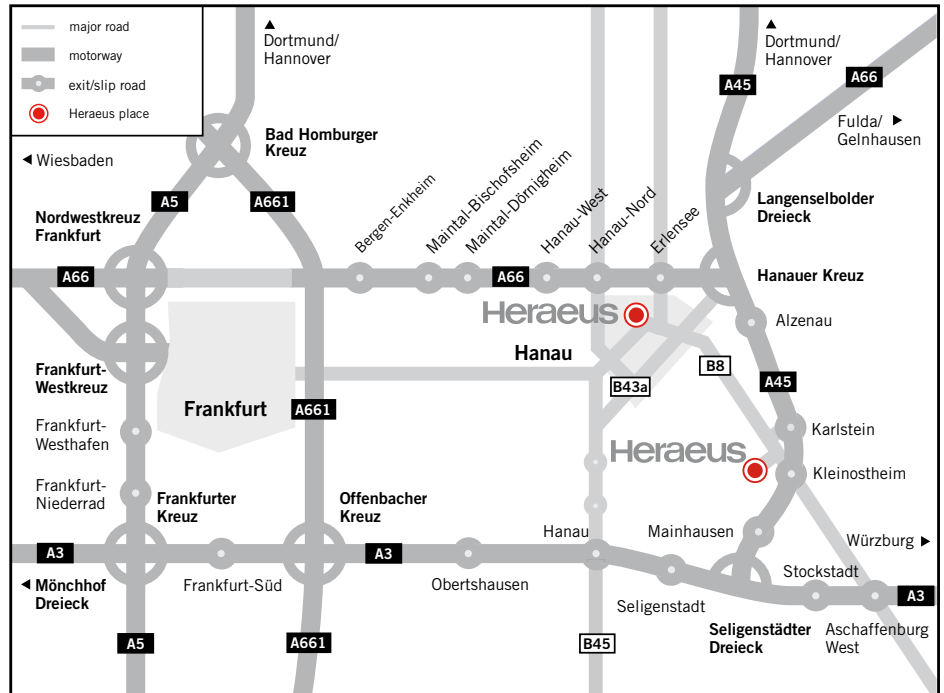 major road
motorway
exit/slip road
Heraeus place
Dortmund/
Hannover
Dortmund/
Hannover
A45
A66
Fulda/
Gelnhausen
Wiesbaden
Bad Homburger
Kreuz
A5
A661
Nordwestkreuz
Frankfurt
Bergen-Enkheim
Maintal-Bischofsheim
Maintal-Dörnigheim
Hanau-West
Hanau-Nord
Erlensee
Langenselbolder
Dreieck
A66
A66
Hanauer Kreuz
Heraeus
Alzenau
Hanau
Frankfurt-
Westkreuz
B8
B43a
A45
Frankfurt
A661
Frankfurt-
Westhafen
Karlstein
Heraeus
Kleinostheim
Frankfurt-
Niederrad
Frankfurter
Kreuz
Offenbacher
Kreuz
Hanau
Mainhausen
Würzburg
A3
A3
Mönchhof
Dreieck
Frankfurt-Süd
Obertshausen
Stockstadt
Seligenstadt
A3
A5
A661
B45
Seligenstädter
Dreieck
Aschaffenburg
West